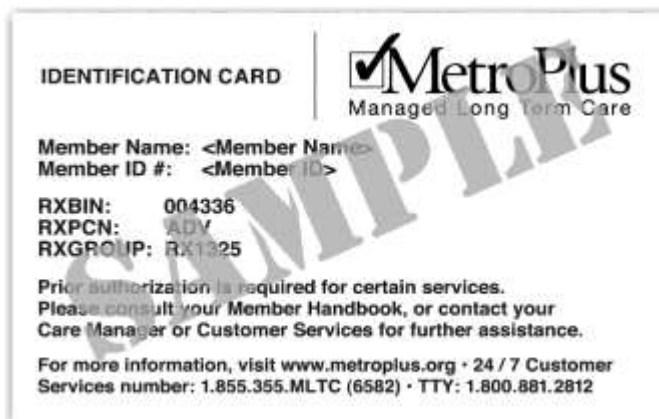 IDENTIFICATION CARD
MetroPlus
Managed Long Term Care
Member Name: <Member Name>
Member ID #: <Member ID>
RXBIN: 004336
RXPCN: ADV
RXGROUP: RX1325
Prior authorization is required for certain services.
Please consult your Member Handbook, or contact your
Care Manager or Customer Services for further assistance.
For more information, visit www.metroplus.org • 24 / 7 Customer
Services number: 1.855.355.MLTC (6582) • TTY: 1.800.881.2812
SAMPLE